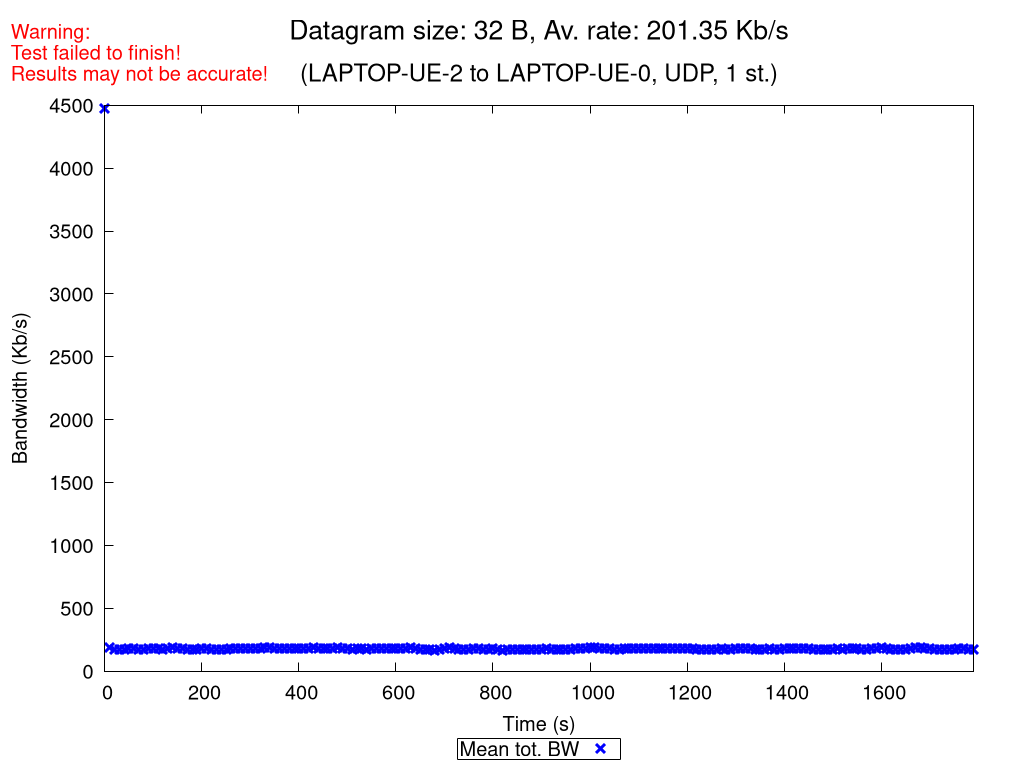 Warning:
Test failed to finish!
Results may not be accurate!
Datagram size: 32 B, Av. rate: 201.35 Kb/s
(LAPTOP-UE-2 to LAPTOP-UE-0, UDP, 1 st.)
4500
4000
3500
3000
2500
2000
1500
1000
500
0
Bandwidth (Kb/s)
0 200 400 600 800 1000 1200 1400 1600
Time (s)
Mean tot. BW